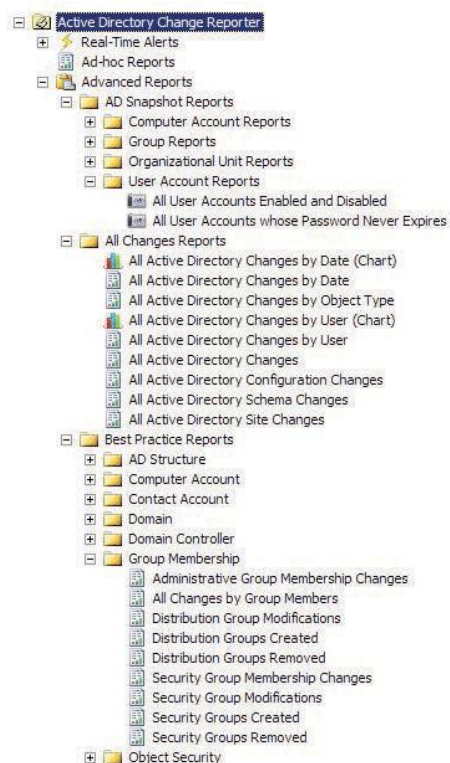 Active Directory Change Reporter
Real-Time Alerts
Ad-hoc Reports
Advanced Reports
AD Snapshot Reports
Computer Account Reports
Group Reports
Organizational Unit Reports
User Account Reports
All User Accounts Enabled and Disabled
All User Accounts whose Password Never Expires
All Changes Reports
All Active Directory Changes by Date (Chart)
All Active Directory Changes by Date
All Active Directory Changes by Object Type
All Active Directory Changes by User (Chart)
All Active Directory Changes by User
All Active Directory Changes
All Active Directory Configuration Changes
All Active Directory Schema Changes
All Active Directory Site Changes
Best Practice Reports
AD Structure
Computer Account
Contact Account
Domain
Domain Controller
Group Membership
Administrative Group Membership Changes
All Changes by Group Members
Distribution Group Modifications
Distribution Groups Created
Distribution Groups Removed
Security Group Membership Changes
Security Group Modifications
Security Groups Created
Security Groups Removed
Object Security